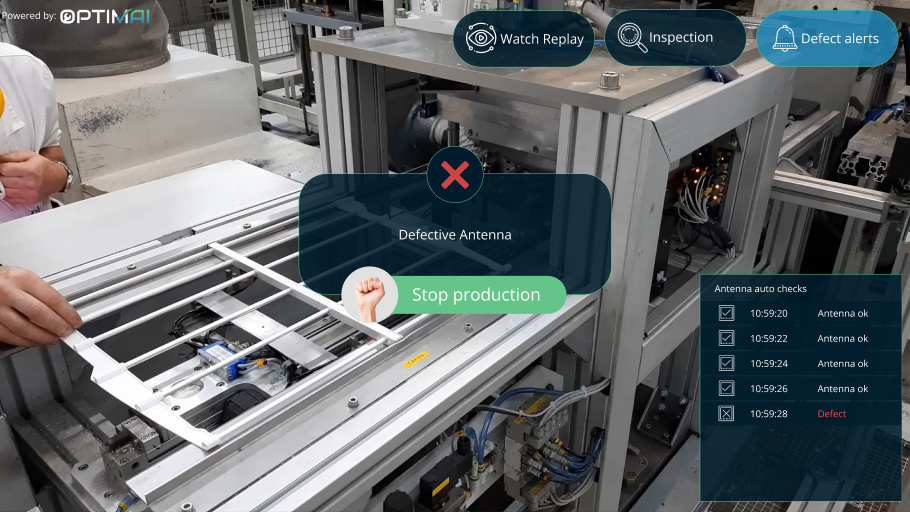 Powered by: OPTIMAI
Watch Replay
Inspection
Defect alerts
Defective Antenna
Stop production
Antenna auto checks
10:59:20 Antenna ok
10:59:22 Antenna ok
10:59:24 Antenna ok
10:59:26 Antenna ok
10:59:28 Defect